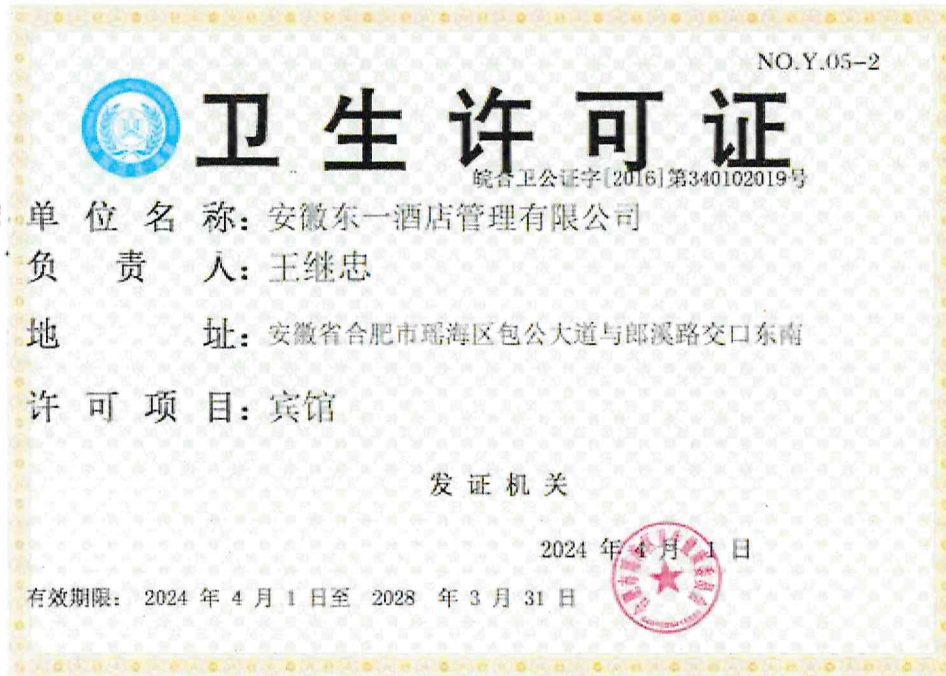 NO.Y.05-2
卫生许可证
皖合卫公证字[2016]第340102019号
单位名称：安徽东一酒店管理有限公司
负责人：王继忠
地址：安徽省合肥市瑶海区包公大道与郎溪路交口东南
许可项目：宾馆
发证机关
2024 年 4 月 1 日
有效期限： 2024 年 4 月 1 日至 2028 年 3 月 31 日